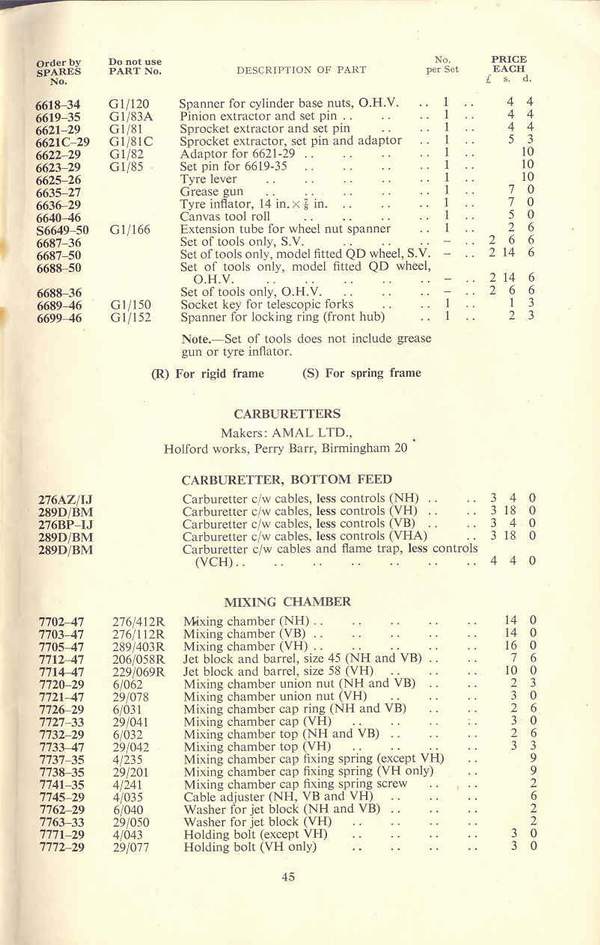 Order by SPARES No. Do not use PART No. DESCRIPTION OF PART No. per Set PRICE EACH £ s. d.
6618–34 G1/120 Spanner for cylinder base nuts, O.H.V. .. 1 .. 4 4
6619–35 G1/83A Pinion extractor and set pin .. .. .. 1 .. 4 4
6621–29 G1/81 Sprocket extractor and set pin .. .. 1 .. 4 4
6621C–29 G1/81C Sprocket extractor, set pin and adaptor .. 1 .. 5 3
6622–29 G1/82 Adaptor for 6621-29 .. .. .. .. 1 .. 10
6623–29 G1/85 Set pin for 6619-35 .. .. .. .. 1 .. 10
6625–26 Tyre lever .. .. .. .. .. 1 .. 10
6635–27 Grease gun .. .. .. .. .. 1 .. 7 0
6636–29 Tyre inflator, 14 in. × ⅞ in. .. .. .. 1 .. 7 0
6640–46 Canvas tool roll .. .. .. .. 1 .. 5 0
S6649–50 G1/166 Extension tube for wheel nut spanner .. 1 .. 2 6
6687–36 Set of tools only, S.V. .. .. .. .. – .. 2 6 6
6687–50 Set of tools only, model fitted QD wheel, S.V. – .. 2 14 6
6688–50 Set of tools only, model fitted QD wheel,
O.H.V. .. .. .. .. .. – .. 2 14 6
6688–36 Set of tools only, O.H.V. .. .. .. – .. 2 6 6
6689–46 G1/150 Socket key for telescopic forks .. .. 1 .. 1 3
6699–46 G1/152 Spanner for locking ring (front hub) .. 1 .. 2 3
Note.—Set of tools does not include grease
gun or tyre inflator.
(R) For rigid frame (S) For spring frame
CARBURETTERS
Makers: AMAL LTD.,
Holford works, Perry Barr, Birmingham 20
CARBURETTER, BOTTOM FEED
276AZ/IJ Carburetter c/w cables, less controls (NH) .. .. 3 4 0
289D/BM Carburetter c/w cables, less controls (VH) .. .. 3 18 0
276BP–IJ Carburetter c/w cables, less controls (VB) .. .. 3 4 0
289D/BM Carburetter c/w cables, less controls (VHA) .. 3 18 0
289D/BM Carburetter c/w cables and flame trap, less controls
(VCH) .. .. .. .. .. .. .. 4 4 0
MIXING CHAMBER
7702–47 276/412R Mixing chamber (NH) .. .. .. .. .. 14 0
7703–47 276/112R Mixing chamber (VB) .. .. .. .. .. 14 0
7705–47 289/403R Mixing chamber (VH) .. .. .. .. .. 16 0
7712–47 206/058R Jet block and barrel, size 45 (NH and VB) .. .. 7 6
7714–47 229/069R Jet block and barrel, size 58 (VH) .. .. .. 10 0
7720–29 6/062 Mixing chamber union nut (NH and VB) .. .. 2 3
7721–47 29/078 Mixing chamber union nut (VH) .. .. .. 3 0
7726–29 6/031 Mixing chamber cap ring (NH and VB) .. .. 2 6
7727–33 29/041 Mixing chamber cap (VH) .. .. .. .. 3 0
7732–29 6/032 Mixing chamber top (NH and VB) .. .. .. 2 6
7733–47 29/042 Mixing chamber top (VH) .. .. .. .. 3 3
7737–35 4/235 Mixing chamber cap fixing spring (except VH) .. 9
7738–35 29/201 Mixing chamber cap fixing spring (VH only) .. 9
7741–35 4/241 Mixing chamber cap fixing spring screw .. .. 2
7745–29 4/035 Cable adjuster (NH, VB and VH) .. .. .. 6
7762–29 6/040 Washer for jet block (NH and VB) .. .. .. 2
7763–33 29/050 Washer for jet block (VH) .. .. .. .. 2
7771–29 4/043 Holding bolt (except VH) .. .. .. .. 3 0
7772–29 29/077 Holding bolt (VH only) .. .. .. .. 3 0
45